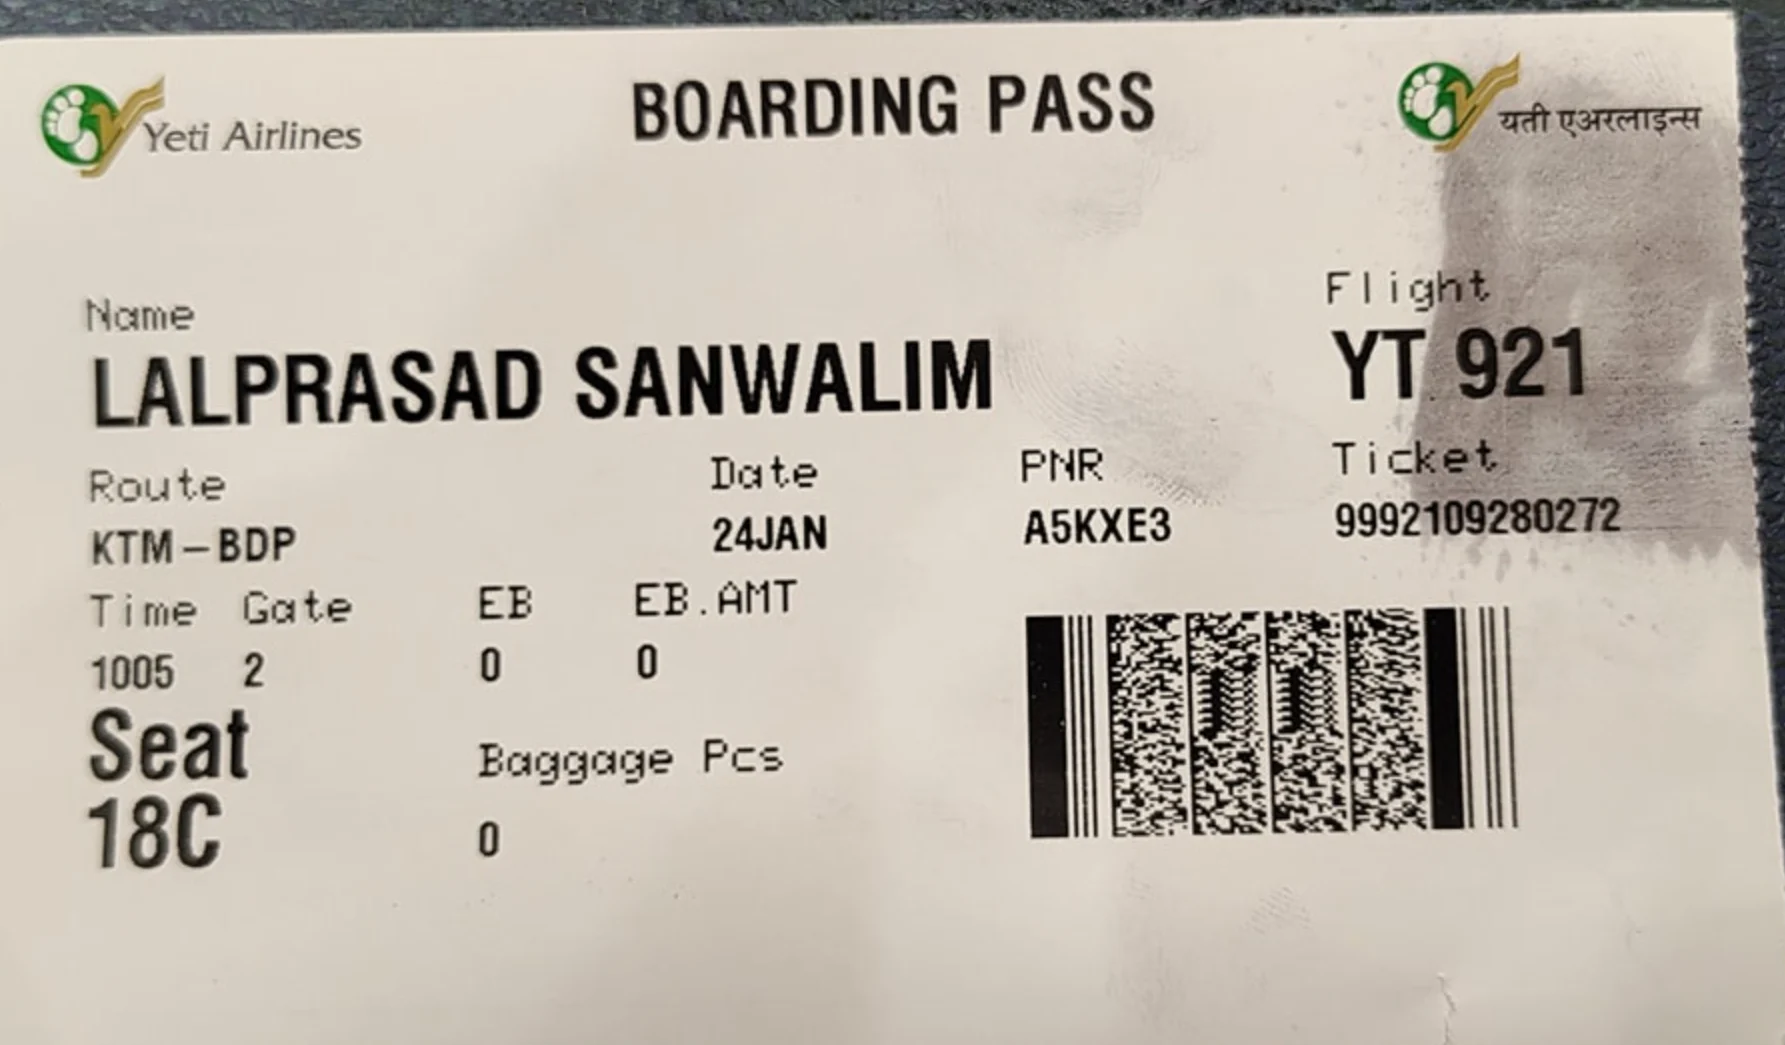 Yeti Airlines BOARDING PASS यती एअरलाइन्स
Name Flight
LALPRASAD SANWALIM YT 921
Route Date PNR Ticket
KTM-BDP 24JAN A5KXE3 9992109280272
Time Gate EB EB.AMT
1005 2 0 0
Seat Baggage Pcs
18C 0